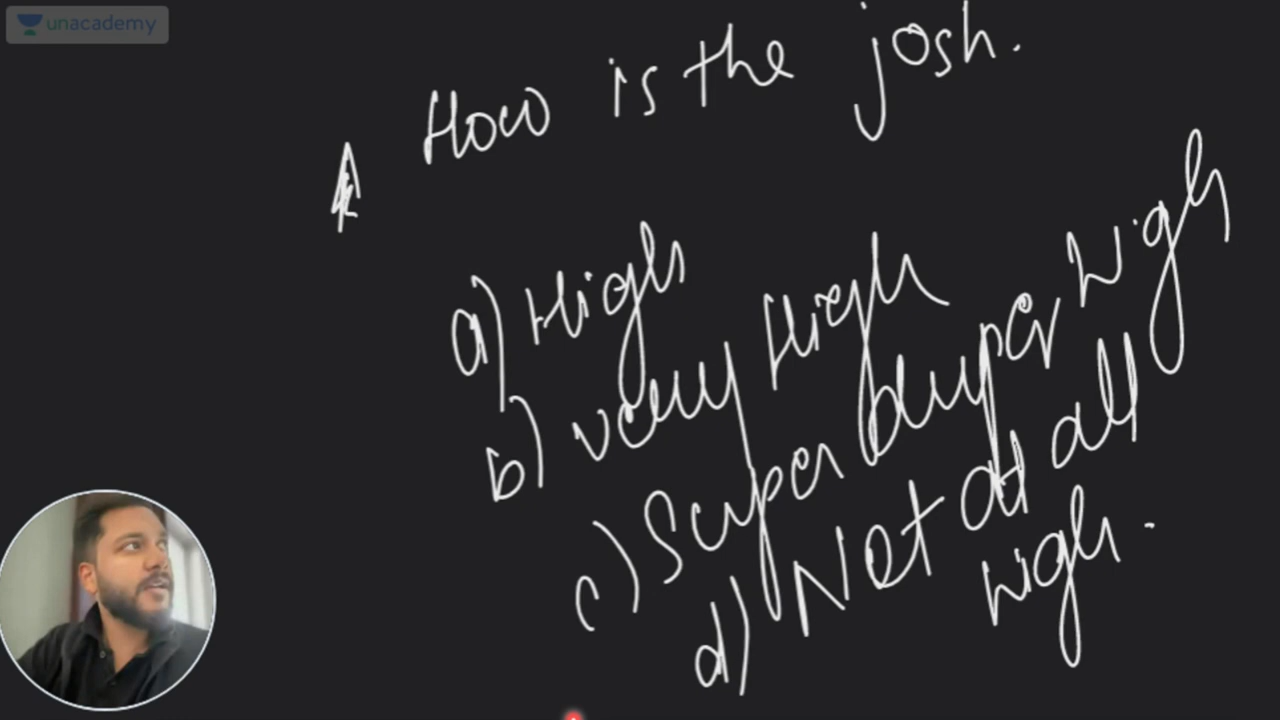 unacademy
How is the josh.
a) High
b) Very High
c) Super duper high
d) Not at all
high.